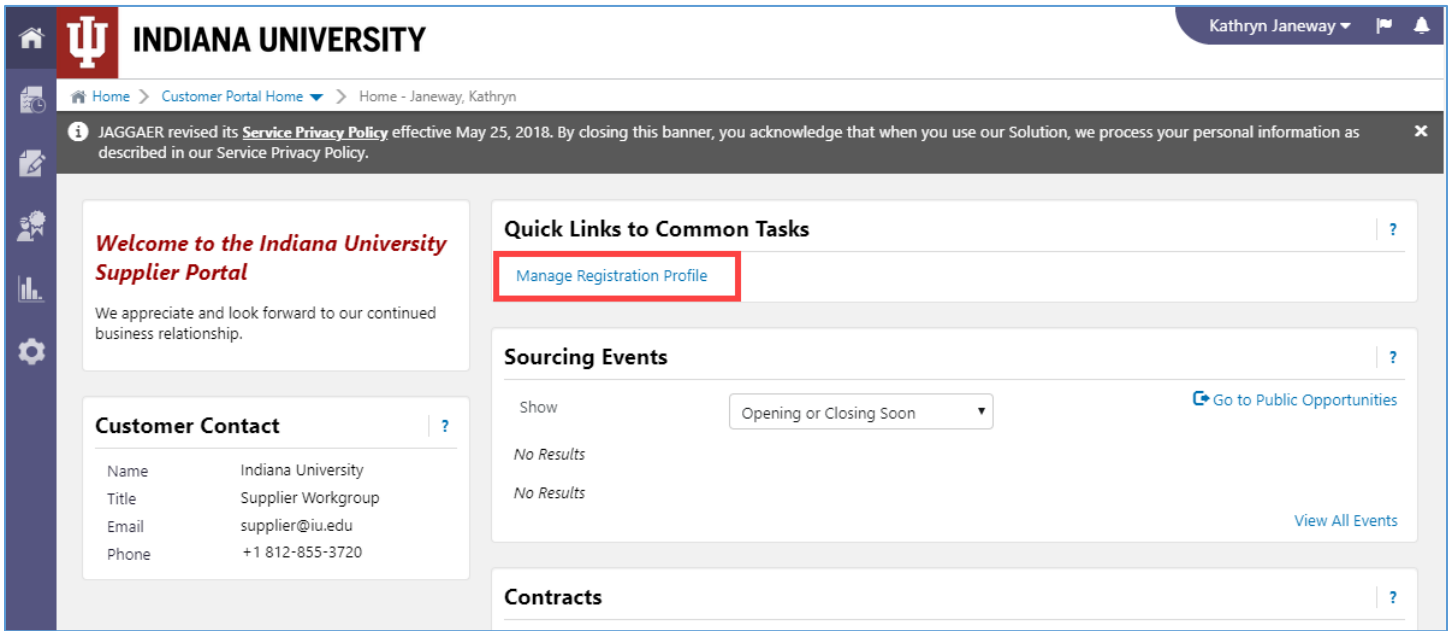 INDIANA UNIVERSITY
Kathryn Janeway
Home > Customer Portal Home > Home - Janeway, Kathryn
JAGGAER revised its Service Privacy Policy effective May 25, 2018. By closing this banner, you acknowledge that when you use our Solution, we process your personal information as
described in our Service Privacy Policy.
Welcome to the Indiana University
Supplier Portal
We appreciate and look forward to our continued
business relationship.
Customer Contact ?
Name Indiana University
Title Supplier Workgroup
Email supplier@iu.edu
Phone +1 812-855-3720
Quick Links to Common Tasks ?
Manage Registration Profile
Sourcing Events ?
Show Opening or Closing Soon Go to Public Opportunities
No Results
No Results
View All Events
Contracts ?